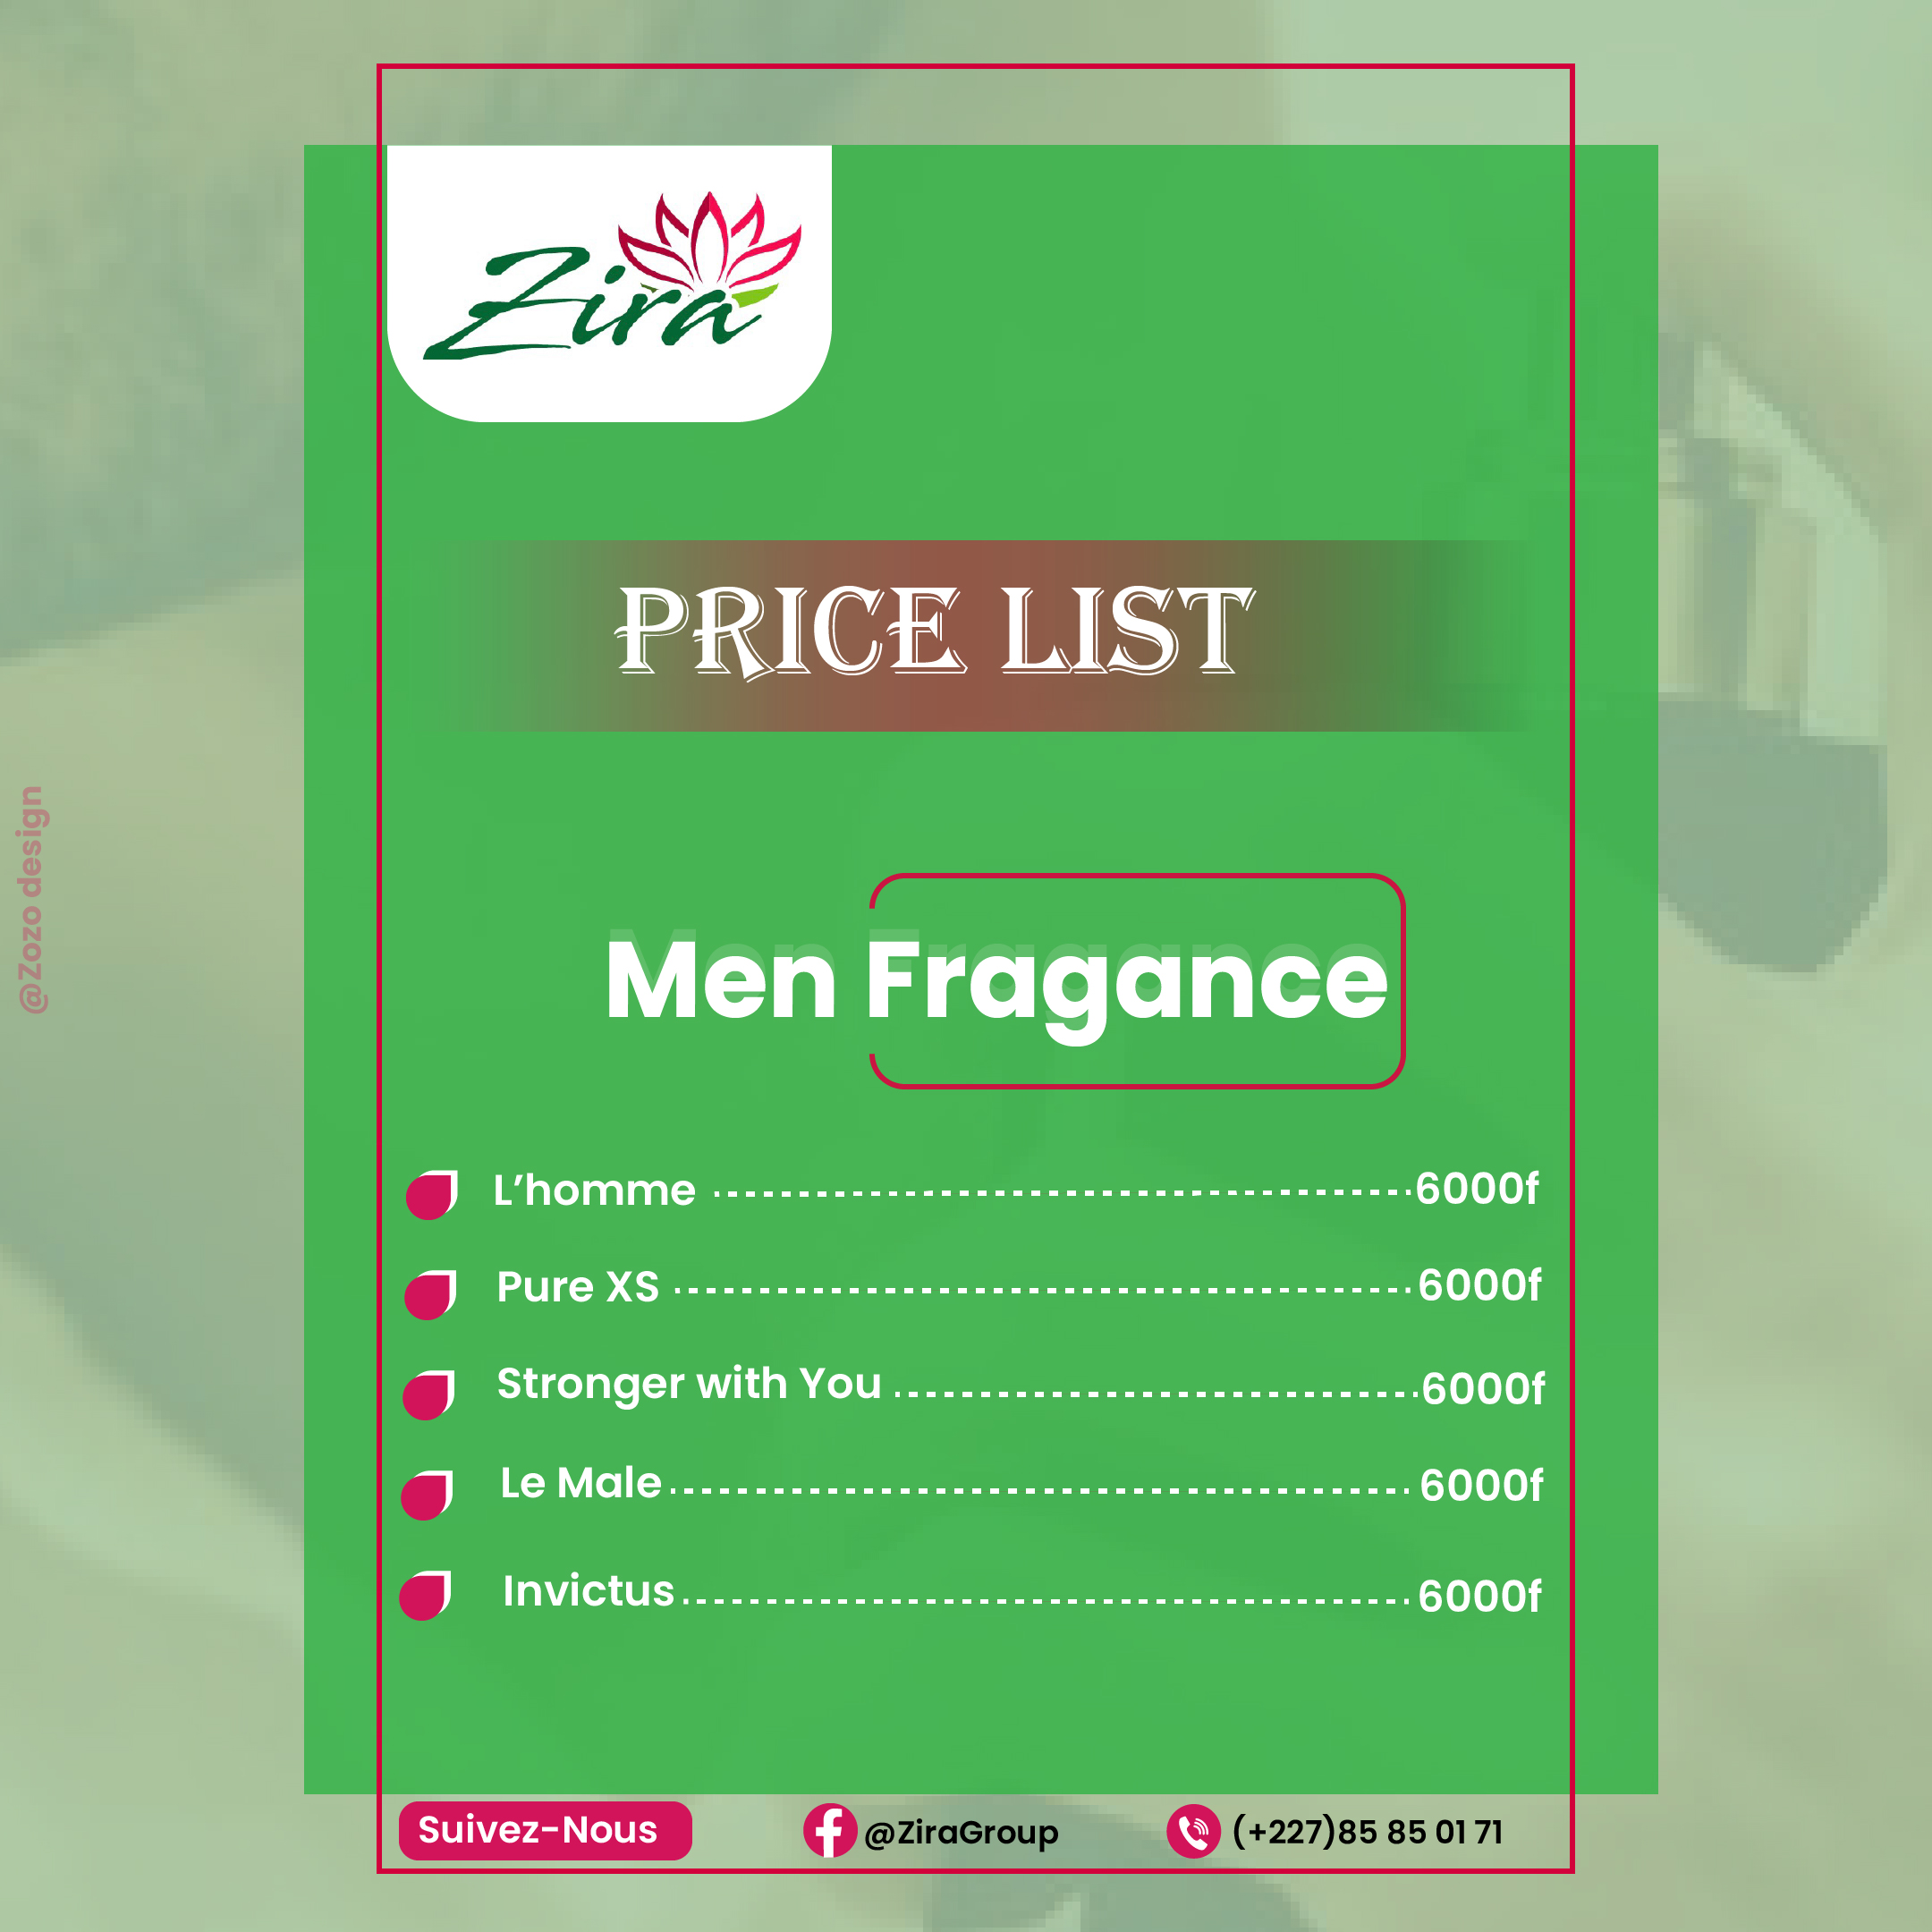 Zira
PRICE LIST
Men Fragance
L’homme ................................ 6000f
Pure XS ................................ 6000f
Stronger with You ................................ 6000f
Le Male ................................ 6000f
Invictus ................................ 6000f
Suivez-Nous
@ZiraGroup
(+227)85 85 01 71
@Zozo design